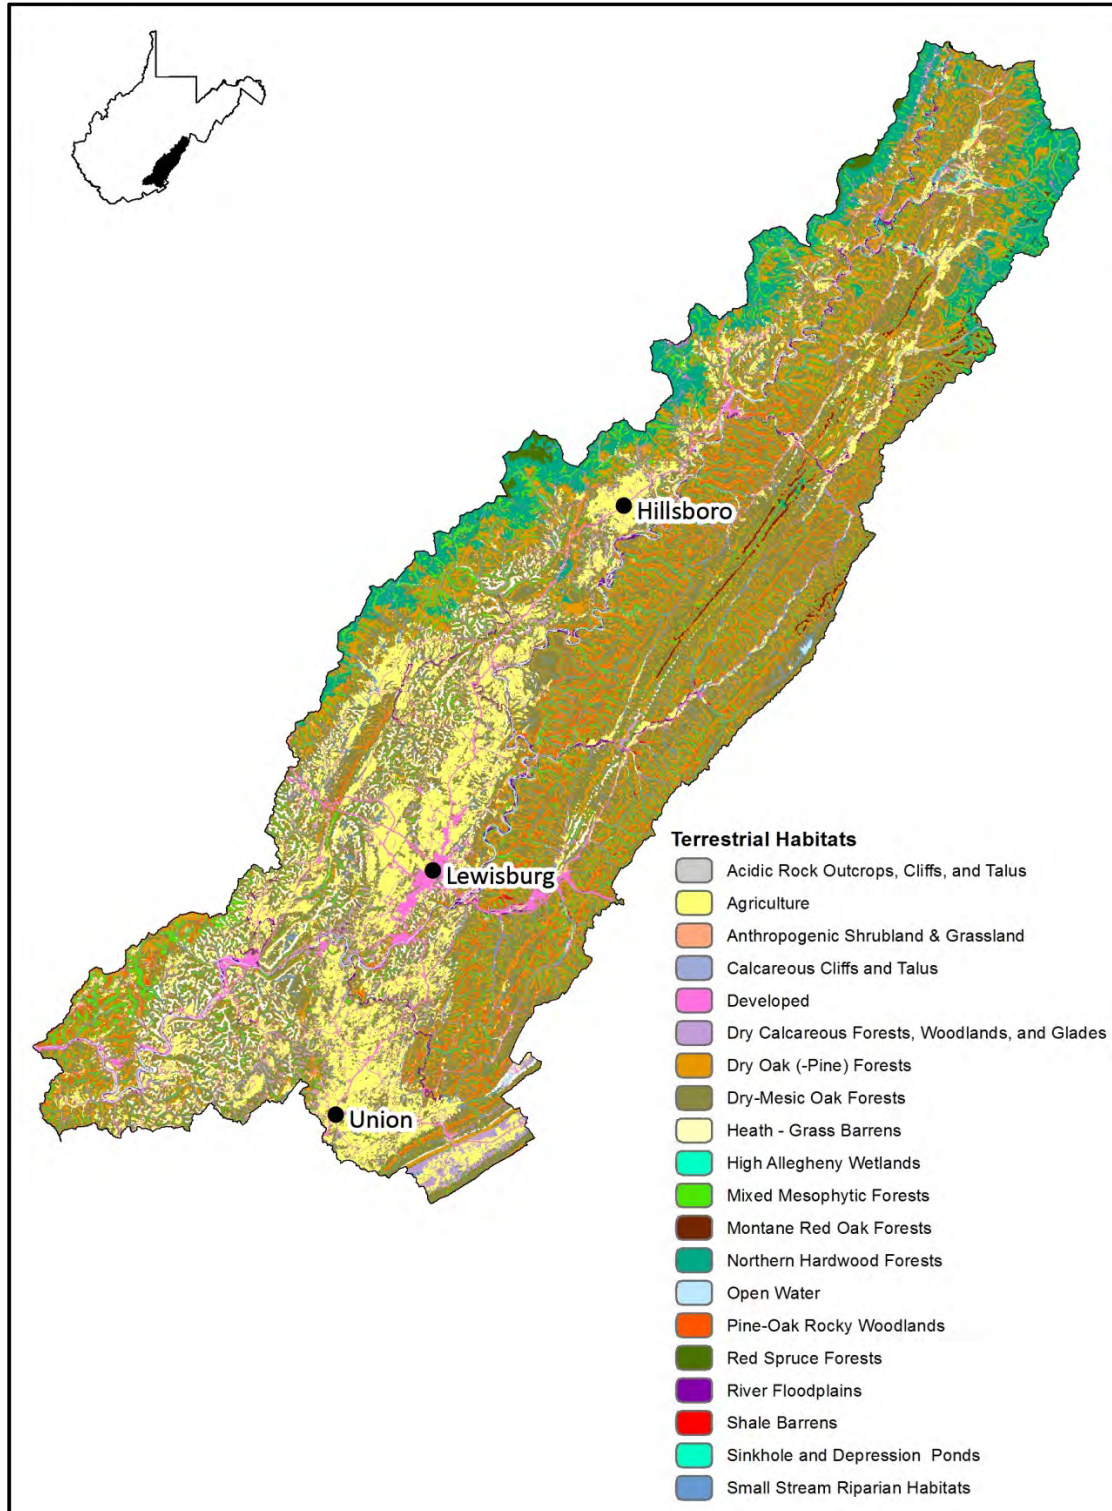 Hillsboro
Lewisburg
Union
Terrestrial Habitats
Acidic Rock Outcrops, Cliffs, and Talus
Agriculture
Anthropogenic Shrubland & Grassland
Calcareous Cliffs and Talus
Developed
Dry Calcareous Forests, Woodlands, and Glades
Dry Oak (-Pine) Forests
Dry-Mesic Oak Forests
Heath - Grass Barrens
High Allegheny Wetlands
Mixed Mesophytic Forests
Montane Red Oak Forests
Northern Hardwood Forests
Open Water
Pine-Oak Rocky Woodlands
Red Spruce Forests
River Floodplains
Shale Barrens
Sinkhole and Depression Ponds
Small Stream Riparian Habitats